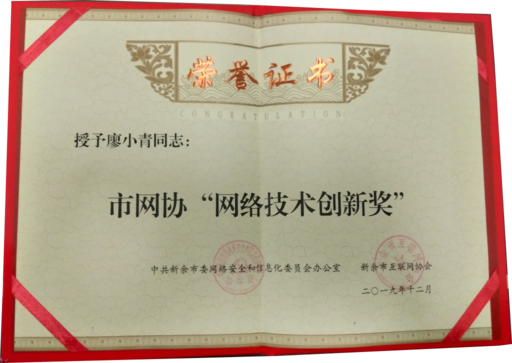 荣誉证书
CONGRATULATION
授予廖小青同志：
市网协“网络技术创新奖”
中共新余市委网络安全和信息化委员会办公室 新余市互联网协会
二〇一九年十二月